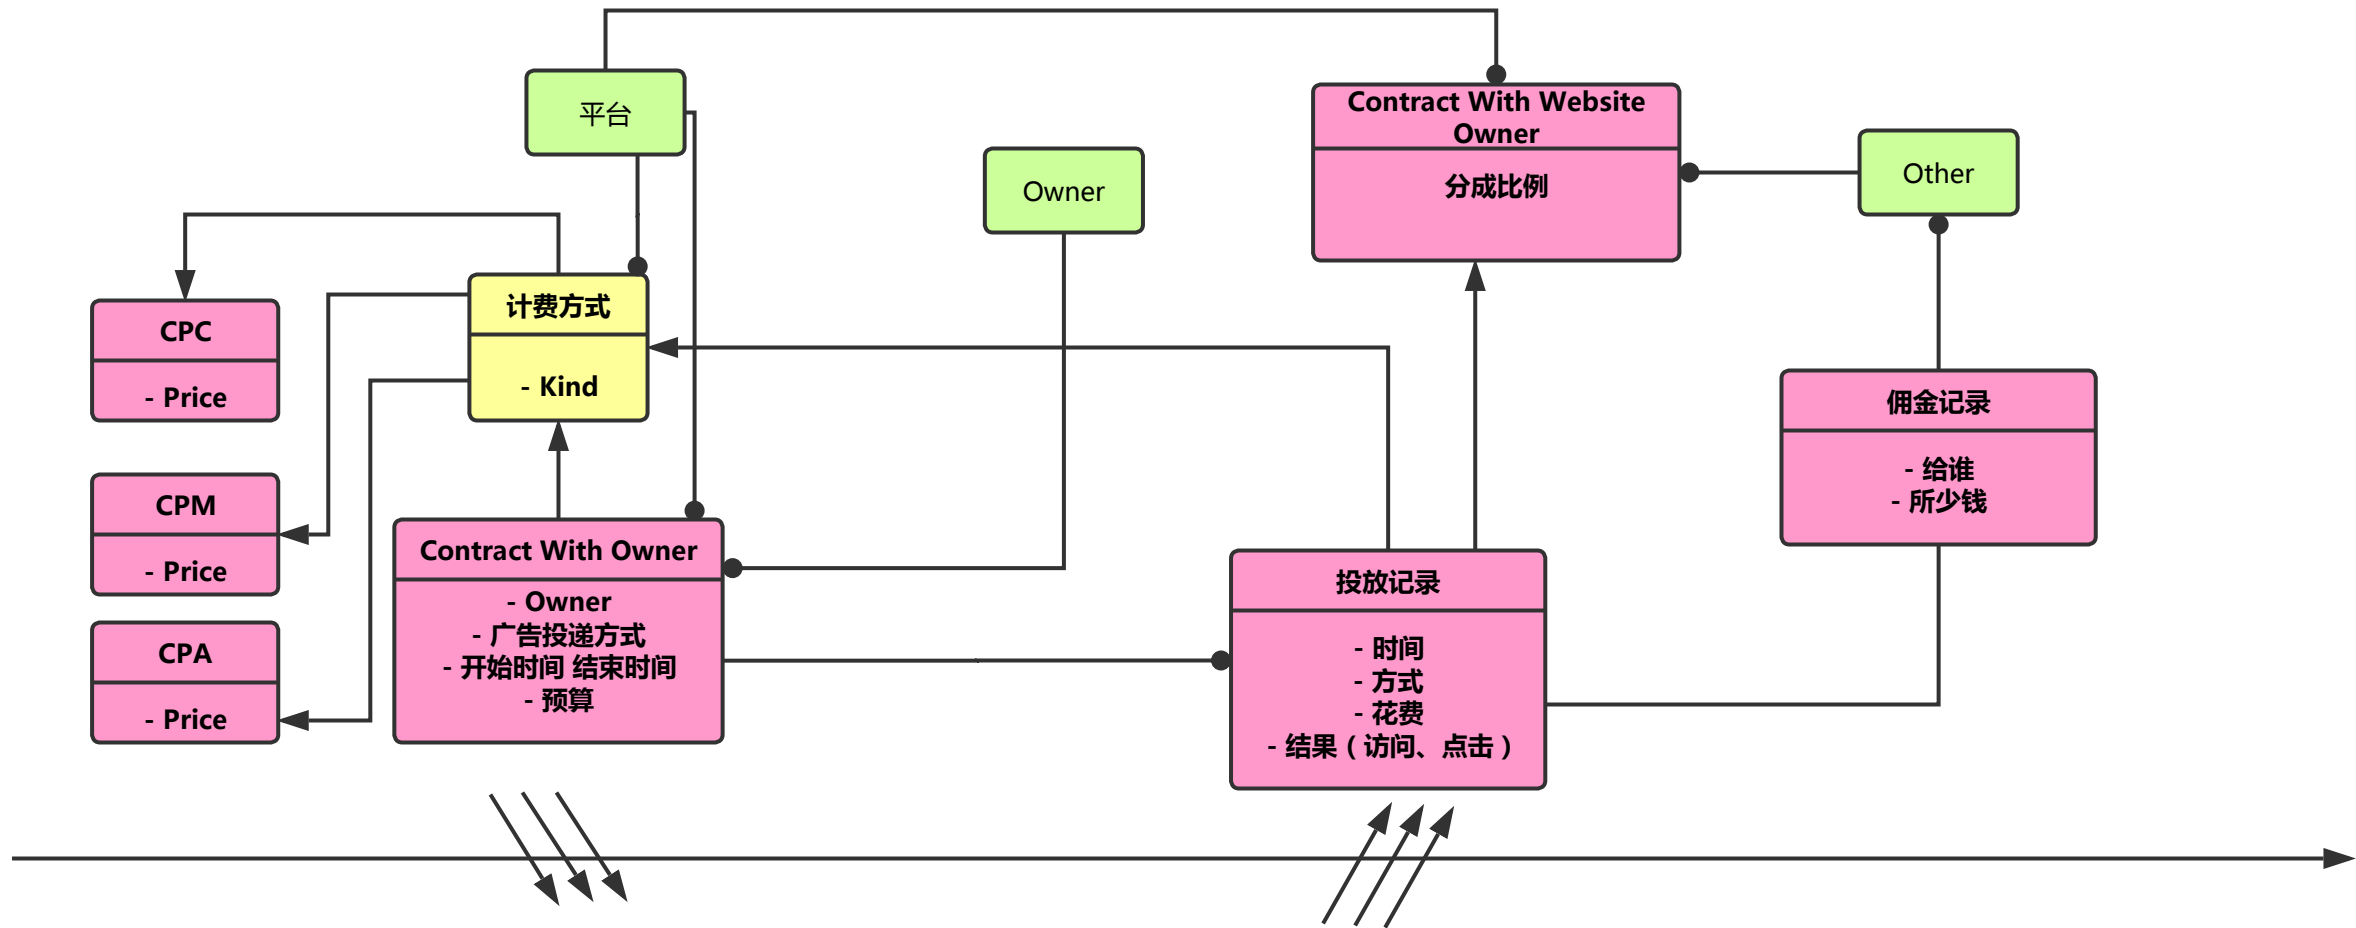 平台
Contract With Website
Owner
分成比例
Owner
Other
计费方式
- Kind
CPC
- Price
佣金记录
- 给谁
- 所少钱
CPM
- Price
Contract With Owner
- Owner
- 广告投递方式
- 开始时间 结束时间
- 预算
投放记录
- 时间
- 方式
- 花费
- 结果（访问、点击）
CPA
- Price